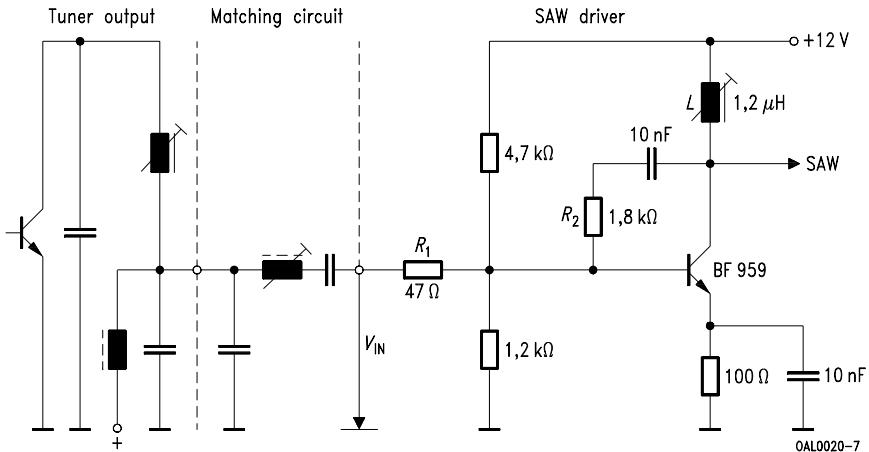 Tuner output
Matching circuit
SAW driver
+12 V
L
1,2 μH
10 nF
4,7 kΩ
SAW
R2
1,8 kΩ
R1
47 Ω
BF 959
VIN
1,2 kΩ
100 Ω
10 nF
+
OAL0020-7